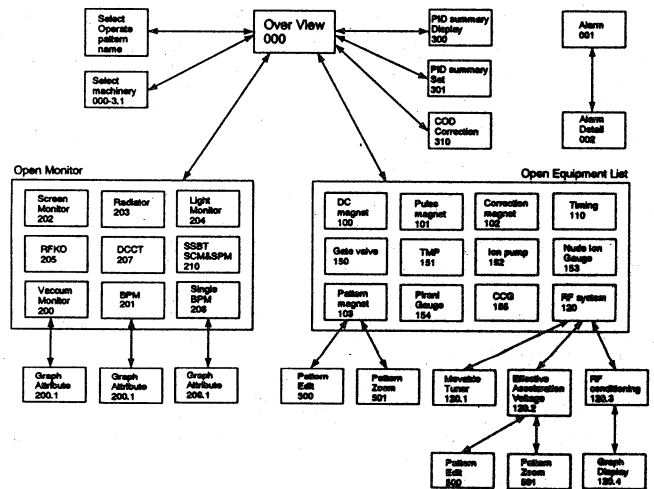 Select
Operate
pattern
name
Over View
000
PID summary
Display
300
Alarm
001
Select
machinery
000-3.1
PID summary
Set
301
COD
Correction
310
Alarm
Detail
002
Open Monitor
Screen
Monitor
202
Radiator
203
Light
Monitor
204
RFKO
205
DCCT
207
SSBT
SCM&SPM
210
Vaccum
Monitor
200
BPM
201
Single
BPM
206
Graph
Attribute
200.1
Graph
Attribute
200.1
Graph
Attribute
206.1
Open Equipment List
DC
magnet
100
Pulse
magnet
101
Correction
magnet
102
Timing
110
Gate valve
150
TMP
151
Ion pump
152
Nude Ion
Gauge
153
Pattern
magnet
103
Pirani
Gauge
154
CCG
155
RF system
120
Pattern
Edit
500
Pattern
Zoom
501
Movable
Tuner
120.1
Effective
Acceleration
Voltage
120.2
RF
conditioning
120.3
Pattern
Edit
500
Pattern
Zoom
501
Graph
Display
120.4